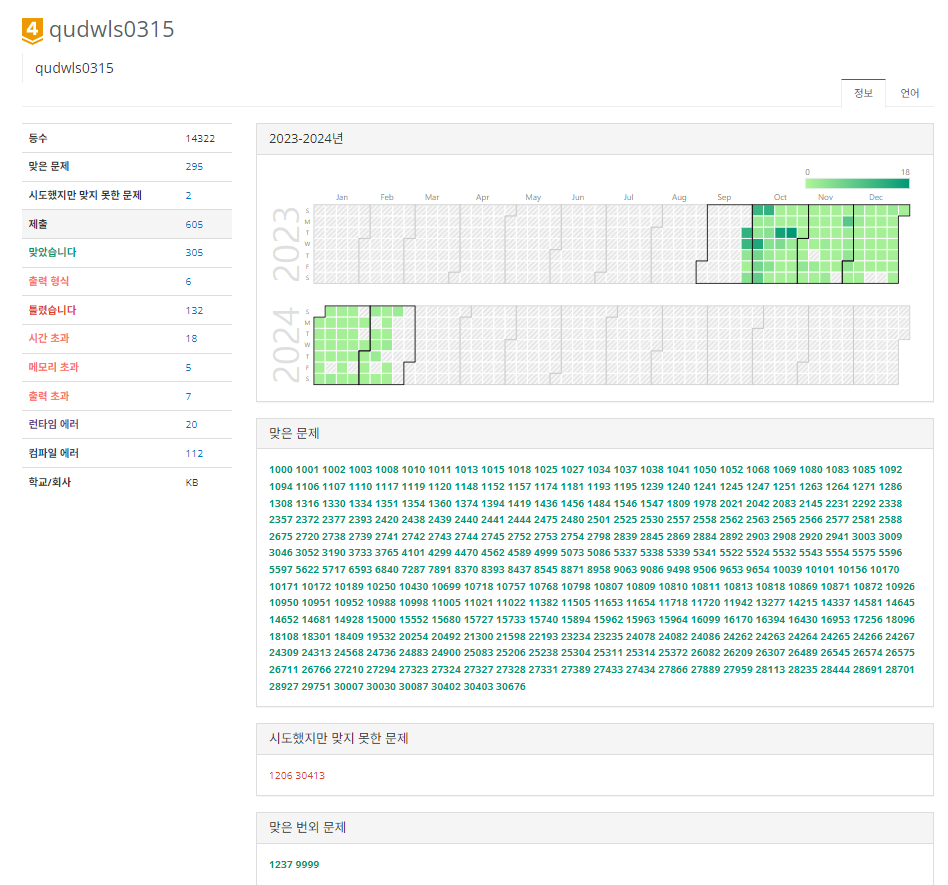 4 qudwls0315
qudwls0315
정보 언어
등수 14322
맞은 문제 295
시도했지만 맞지 못한 문제 2
제출 605
맞았습니다 305
출력 형식 6
틀렸습니다 132
시간 초과 18
메모리 초과 5
출력 초과 7
런타임 에러 20
컴파일 에러 112
학교/회사 KB
2023-2024년
0 18
Jan Feb Mar Apr May Jun Jul Aug Sep Oct Nov Dec
2023
S
M
T
W
T
F
S
2024
S
M
T
W
T
F
S
맞은 문제
1000 1001 1002 1003 1008 1010 1011 1013 1015 1018 1025 1027 1034 1037 1038 1041 1050 1052 1068 1069 1080 1083 1085 1092
1094 1106 1107 1110 1117 1119 1120 1148 1152 1157 1174 1181 1193 1195 1239 1240 1241 1245 1247 1251 1263 1264 1271 1286
1308 1316 1330 1334 1351 1354 1360 1374 1394 1419 1436 1456 1484 1546 1547 1809 1978 2021 2042 2083 2145 2231 2292 2338
2357 2372 2377 2393 2420 2438 2439 2440 2441 2444 2475 2480 2501 2525 2530 2557 2558 2562 2563 2565 2566 2577 2581 2588
2675 2720 2738 2739 2741 2742 2743 2744 2745 2752 2753 2754 2798 2839 2845 2869 2884 2892 2903 2908 2920 2941 3003 3009
3046 3052 3190 3733 3765 4101 4299 4470 4562 4589 4999 5073 5086 5337 5338 5339 5341 5522 5524 5532 5543 5554 5575 5596
5597 5622 5717 6593 6840 7287 7891 8370 8393 8437 8545 8871 8958 9063 9086 9498 9506 9653 9654 10039 10101 10156 10170
10171 10172 10189 10250 10430 10699 10718 10757 10768 10798 10807 10809 10810 10811 10813 10818 10869 10871 10872 10926
10950 10951 10952 10988 10998 11005 11021 11022 11382 11505 11653 11654 11718 11720 11942 13277 14215 14337 14581 14645
14652 14681 14928 15000 15552 15680 15727 15733 15740 15894 15962 15963 15964 16099 16170 16394 16430 16953 17256 18096
18108 18301 18409 19532 20254 20492 21300 21598 22193 23234 23235 24078 24082 24086 24262 24263 24264 24265 24266 24267
24309 24313 24568 24736 24883 24900 25083 25206 25238 25304 25311 25314 25372 26082 26209 26307 26489 26545 26574 26575
26711 26766 27210 27294 27323 27324 27327 27328 27331 27389 27433 27434 27866 27889 27959 28113 28235 28444 28691 28701
28927 29751 30007 30030 30087 30402 30403 30676
시도했지만 맞지 못한 문제
1206 30413
맞은 번외 문제
1237 9999